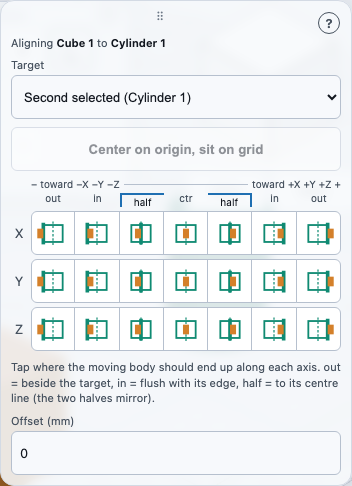 ?
Aligning Cube 1 to Cylinder 1
Target
Second selected (Cylinder 1)
Center on origin, sit on grid
− toward −X −Y −Z toward +X +Y +Z +
out in half ctr half in out
X
Y
Z
Tap where the moving body should end up along each axis. out
= beside the target, in = flush with its edge, half = to its centre
line (the two halves mirror).
Offset (mm)
0